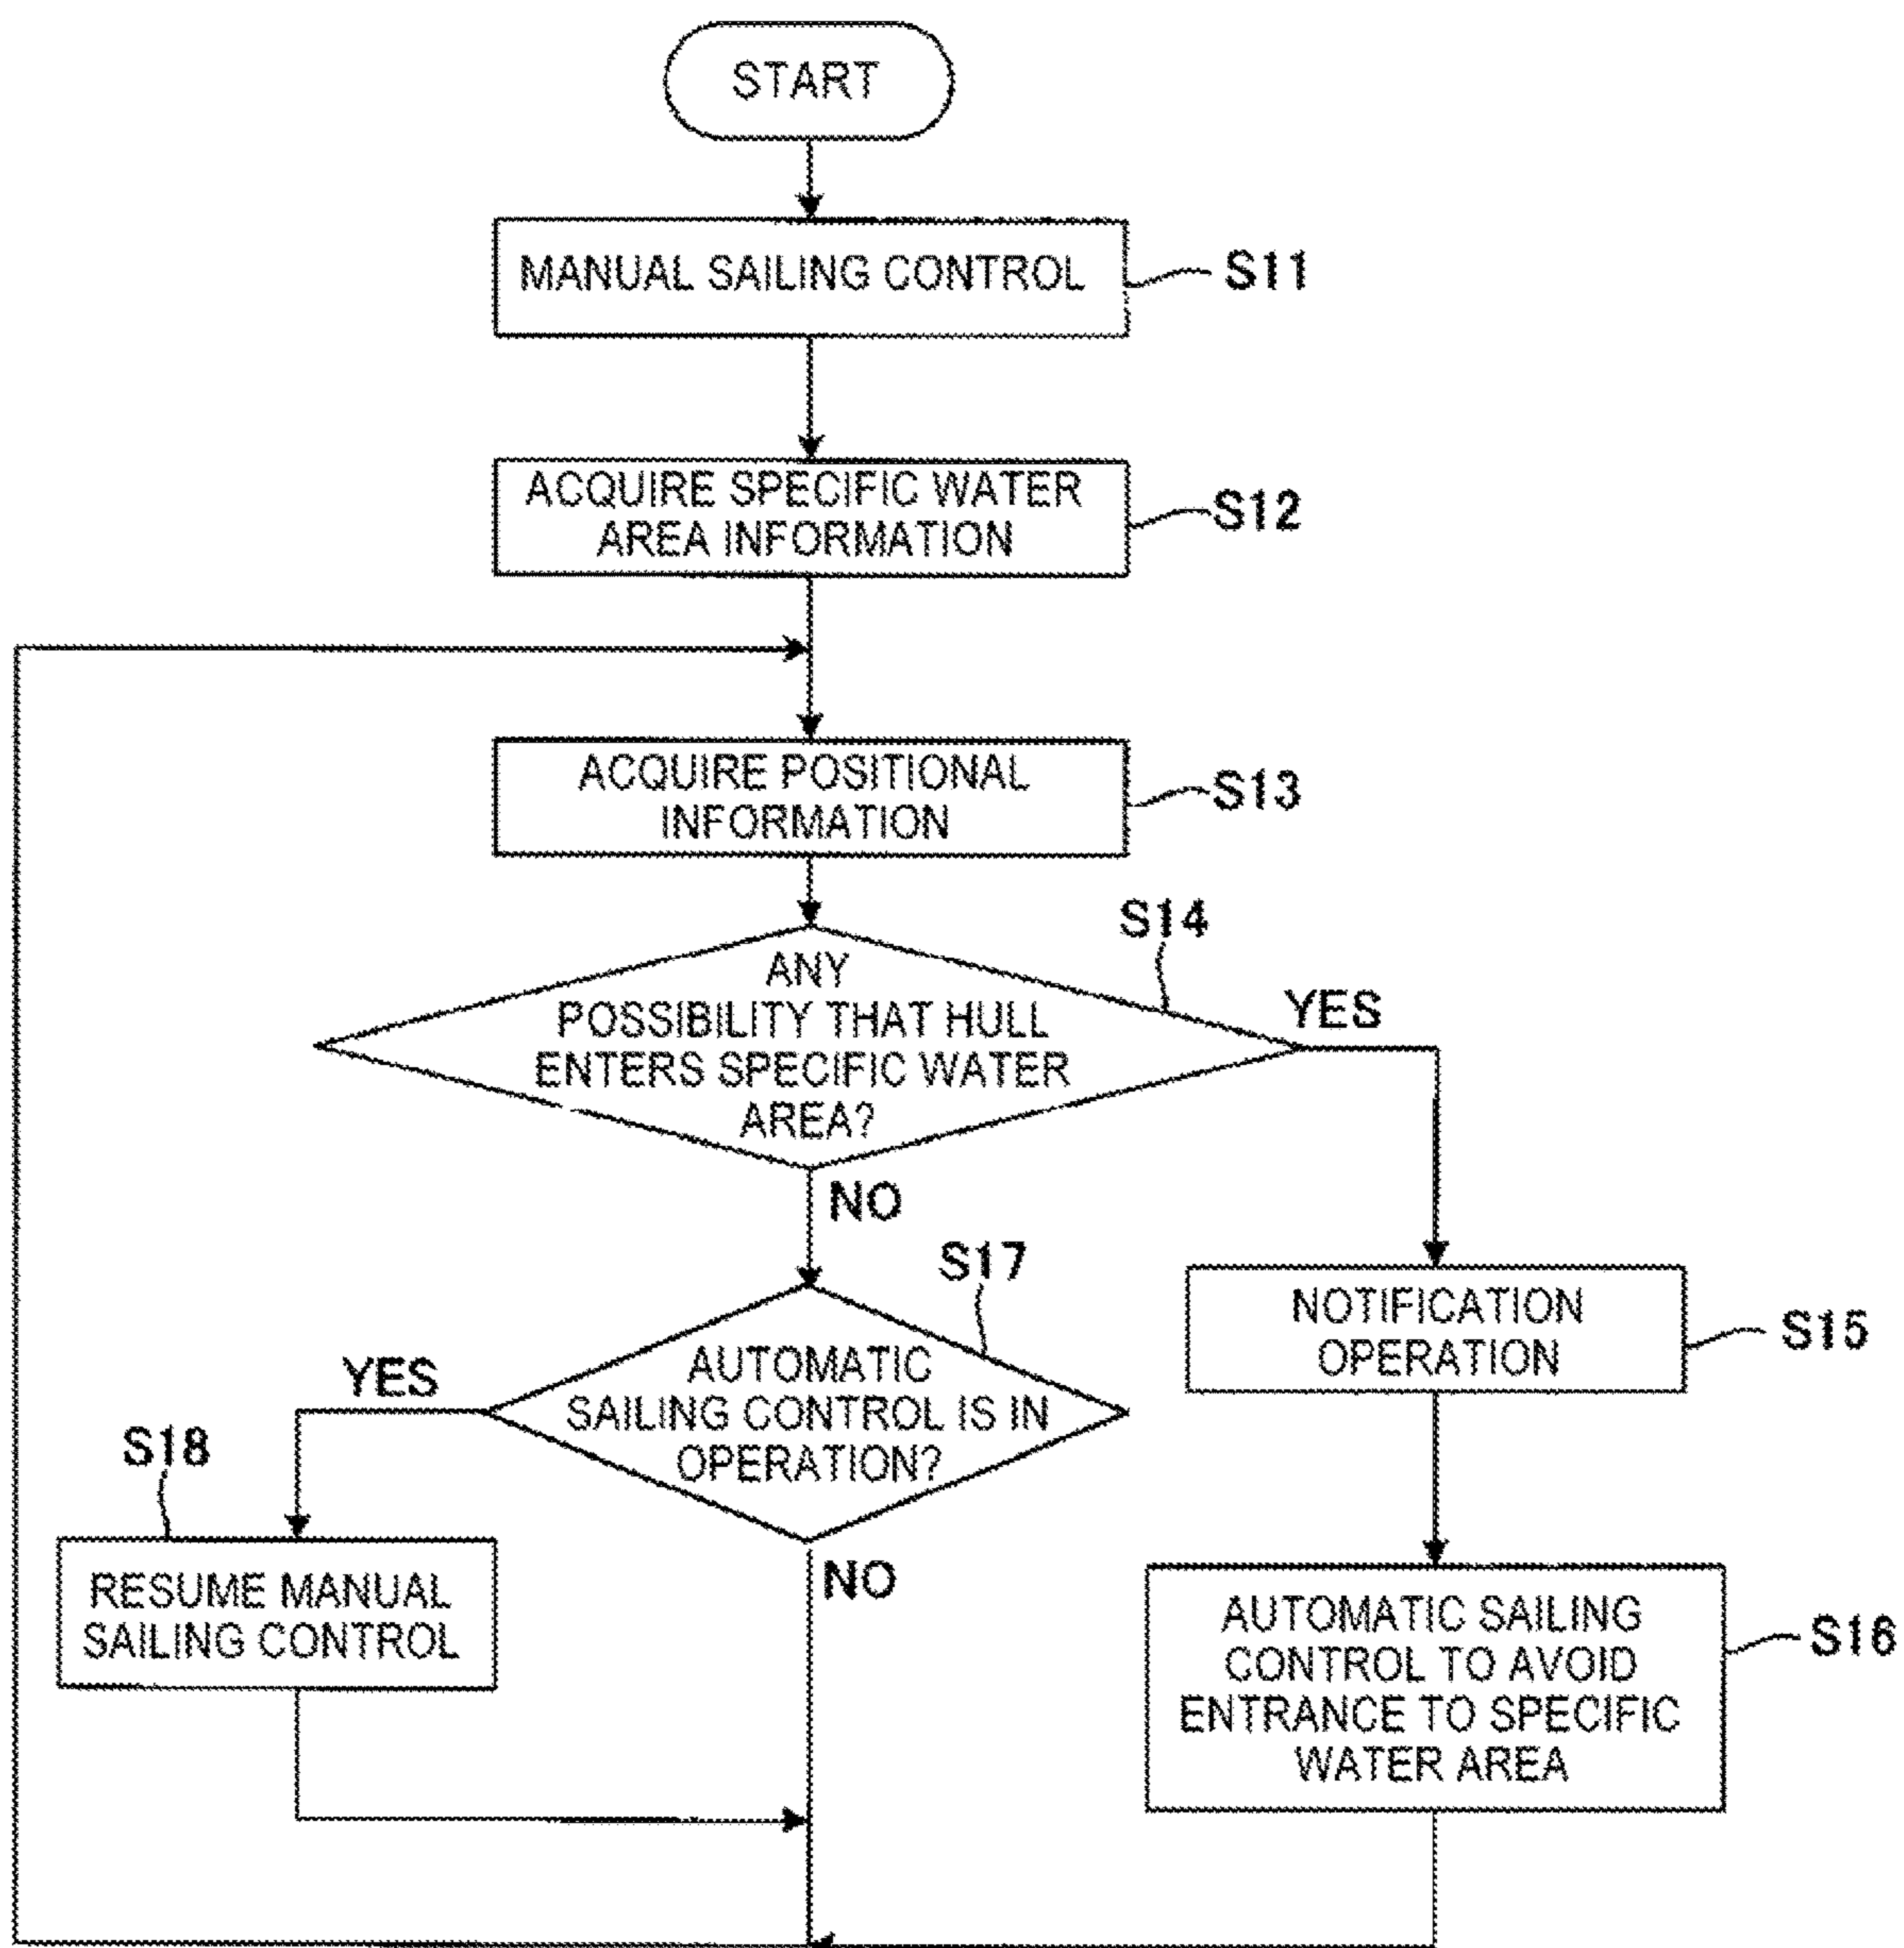 START
MANUAL SAILING CONTROL
S11
ACQUIRE SPECIFIC WATER
AREA INFORMATION
S12
ACQUIRE POSITIONAL
INFORMATION
S13
S14
ANY
POSSIBILITY THAT HULL
ENTERS SPECIFIC WATER
AREA?
YES
NO
S17
AUTOMATIC
SAILING CONTROL IS IN
OPERATION?
YES
NO
NOTIFICATION
OPERATION
S15
S18
RESUME MANUAL
SAILING CONTROL
AUTOMATIC SAILING
CONTROL TO AVOID
ENTRANCE TO SPECIFIC
WATER AREA
S16